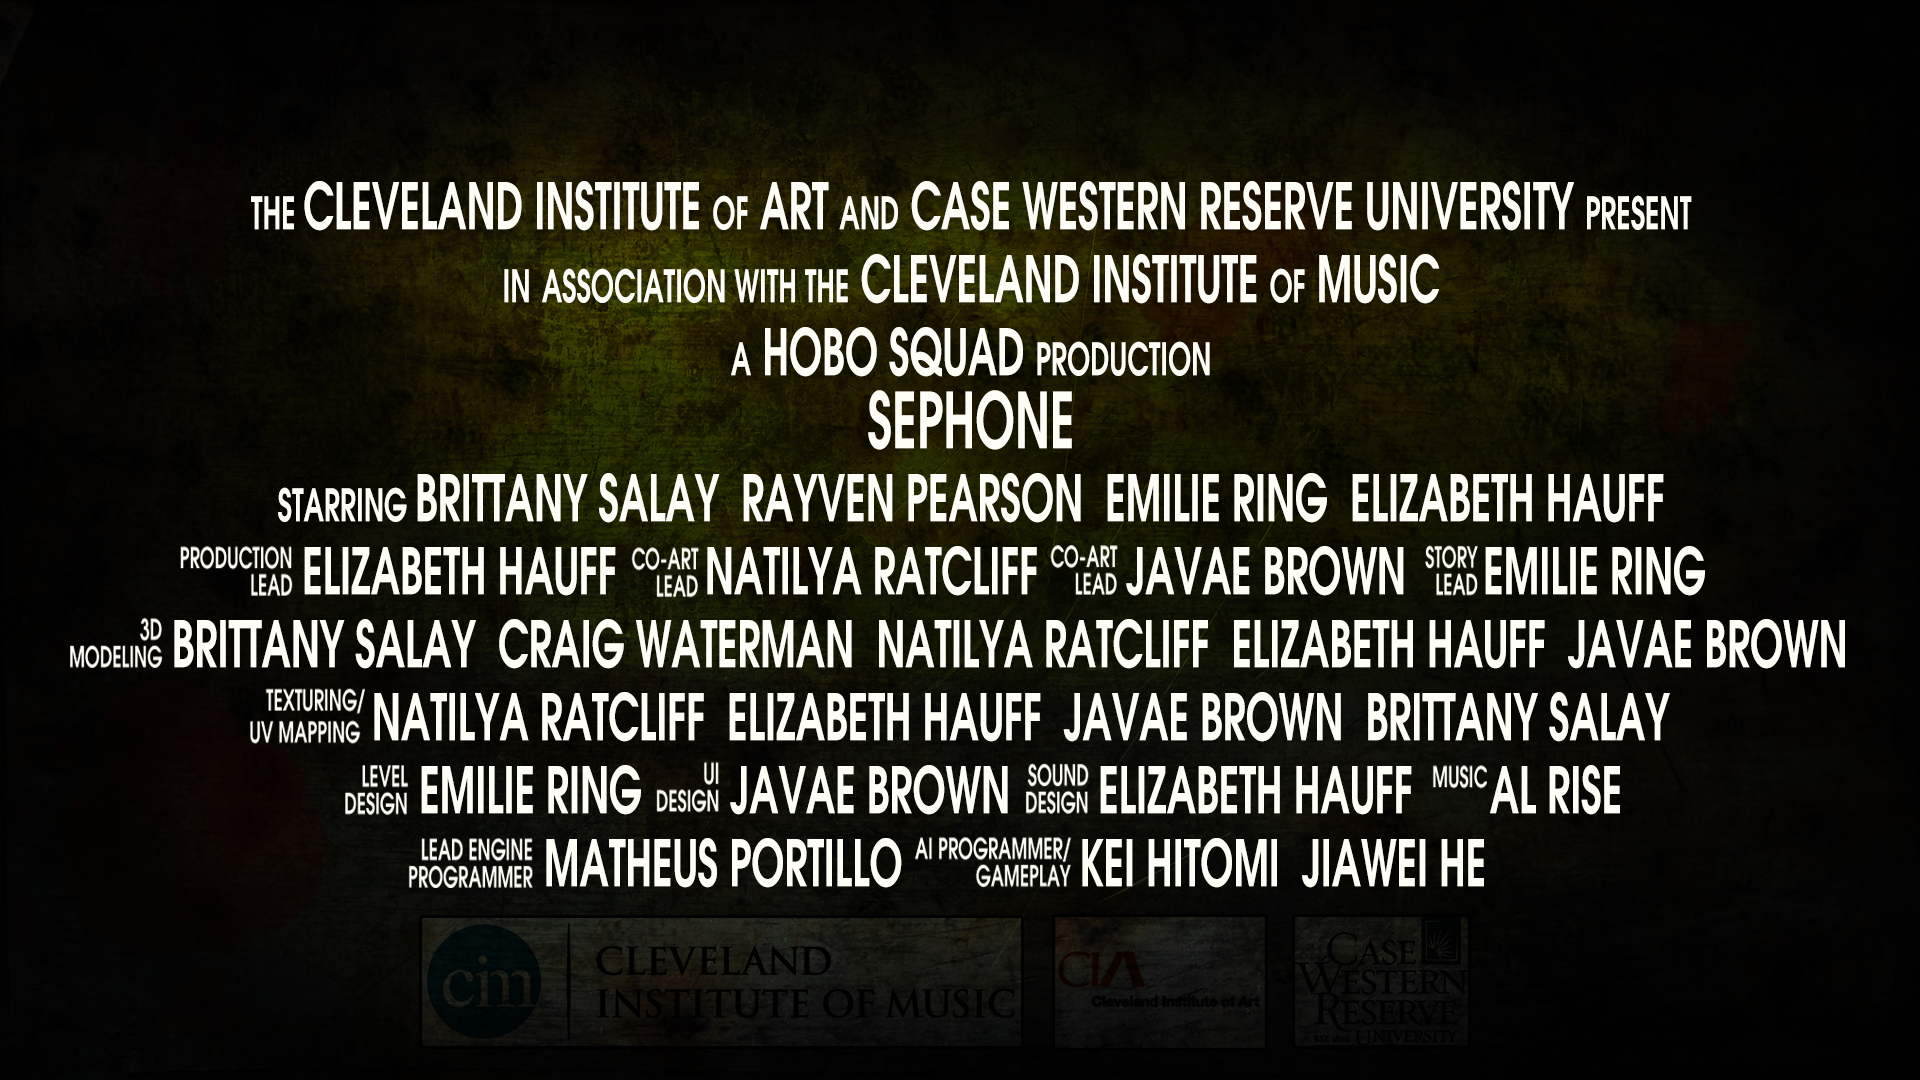 THE CLEVELAND INSTITUTE OF ART AND CASE WESTERN RESERVE UNIVERSITY PRESENT
IN ASSOCIATION WITH THE CLEVELAND INSTITUTE OF MUSIC
A HOBO SQUAD PRODUCTION
SEPHONE
STARRING BRITTANY SALAY RAYVEN PEARSON EMILIE RING ELIZABETH HAUFF
PRODUCTION LEAD ELIZABETH HAUFF CO-ART LEAD NATILYA RATCLIFF CO-ART LEAD JAVAE BROWN STORY LEAD EMILIE RING
3D MODELING BRITTANY SALAY CRAIG WATERMAN NATILYA RATCLIFF ELIZABETH HAUFF JAVAE BROWN
TEXTURING/ UV MAPPING NATILYA RATCLIFF ELIZABETH HAUFF JAVAE BROWN BRITTANY SALAY
LEVEL DESIGN EMILIE RING UI DESIGN JAVAE BROWN SOUND DESIGN ELIZABETH HAUFF MUSIC AL RISE
LEAD ENGINE PROGRAMMER MATHEUS PORTILLO AI PROGRAMMER/ GAMEPLAY KEI HITOMI JIAWEI HE
cim CLEVELAND INSTITUTE OF MUSIC
CIA
Cleveland Institute of Art
CASE
WESTERN
RESERVE
UNIVERSITY